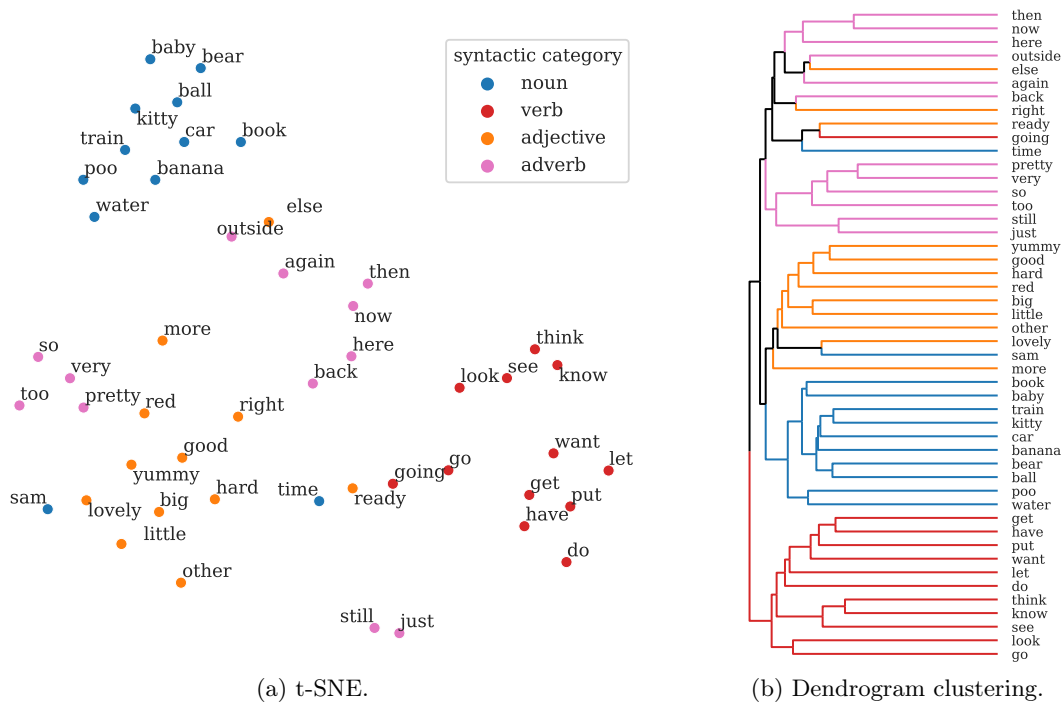 baby
bear
ball
kitty
car
book
train
poo
banana
water
else
outside
again
then
now
here
back
more
so
very
too
pretty
red
right
good
yummy
sam
lovely
big
hard
time
ready
going
go
little
other
think
see
look
know
want
let
get
put
have
do
still
just
syntactic category
noun
verb
adjective
adverb
(a) t-SNE.
then
now
here
outside
else
again
back
right
ready
going
time
pretty
very
so
too
still
just
yummy
good
hard
red
big
little
other
lovely
sam
more
book
baby
train
kitty
car
banana
bear
ball
poo
water
get
have
put
want
let
do
think
know
see
look
go
(b) Dendrogram clustering.